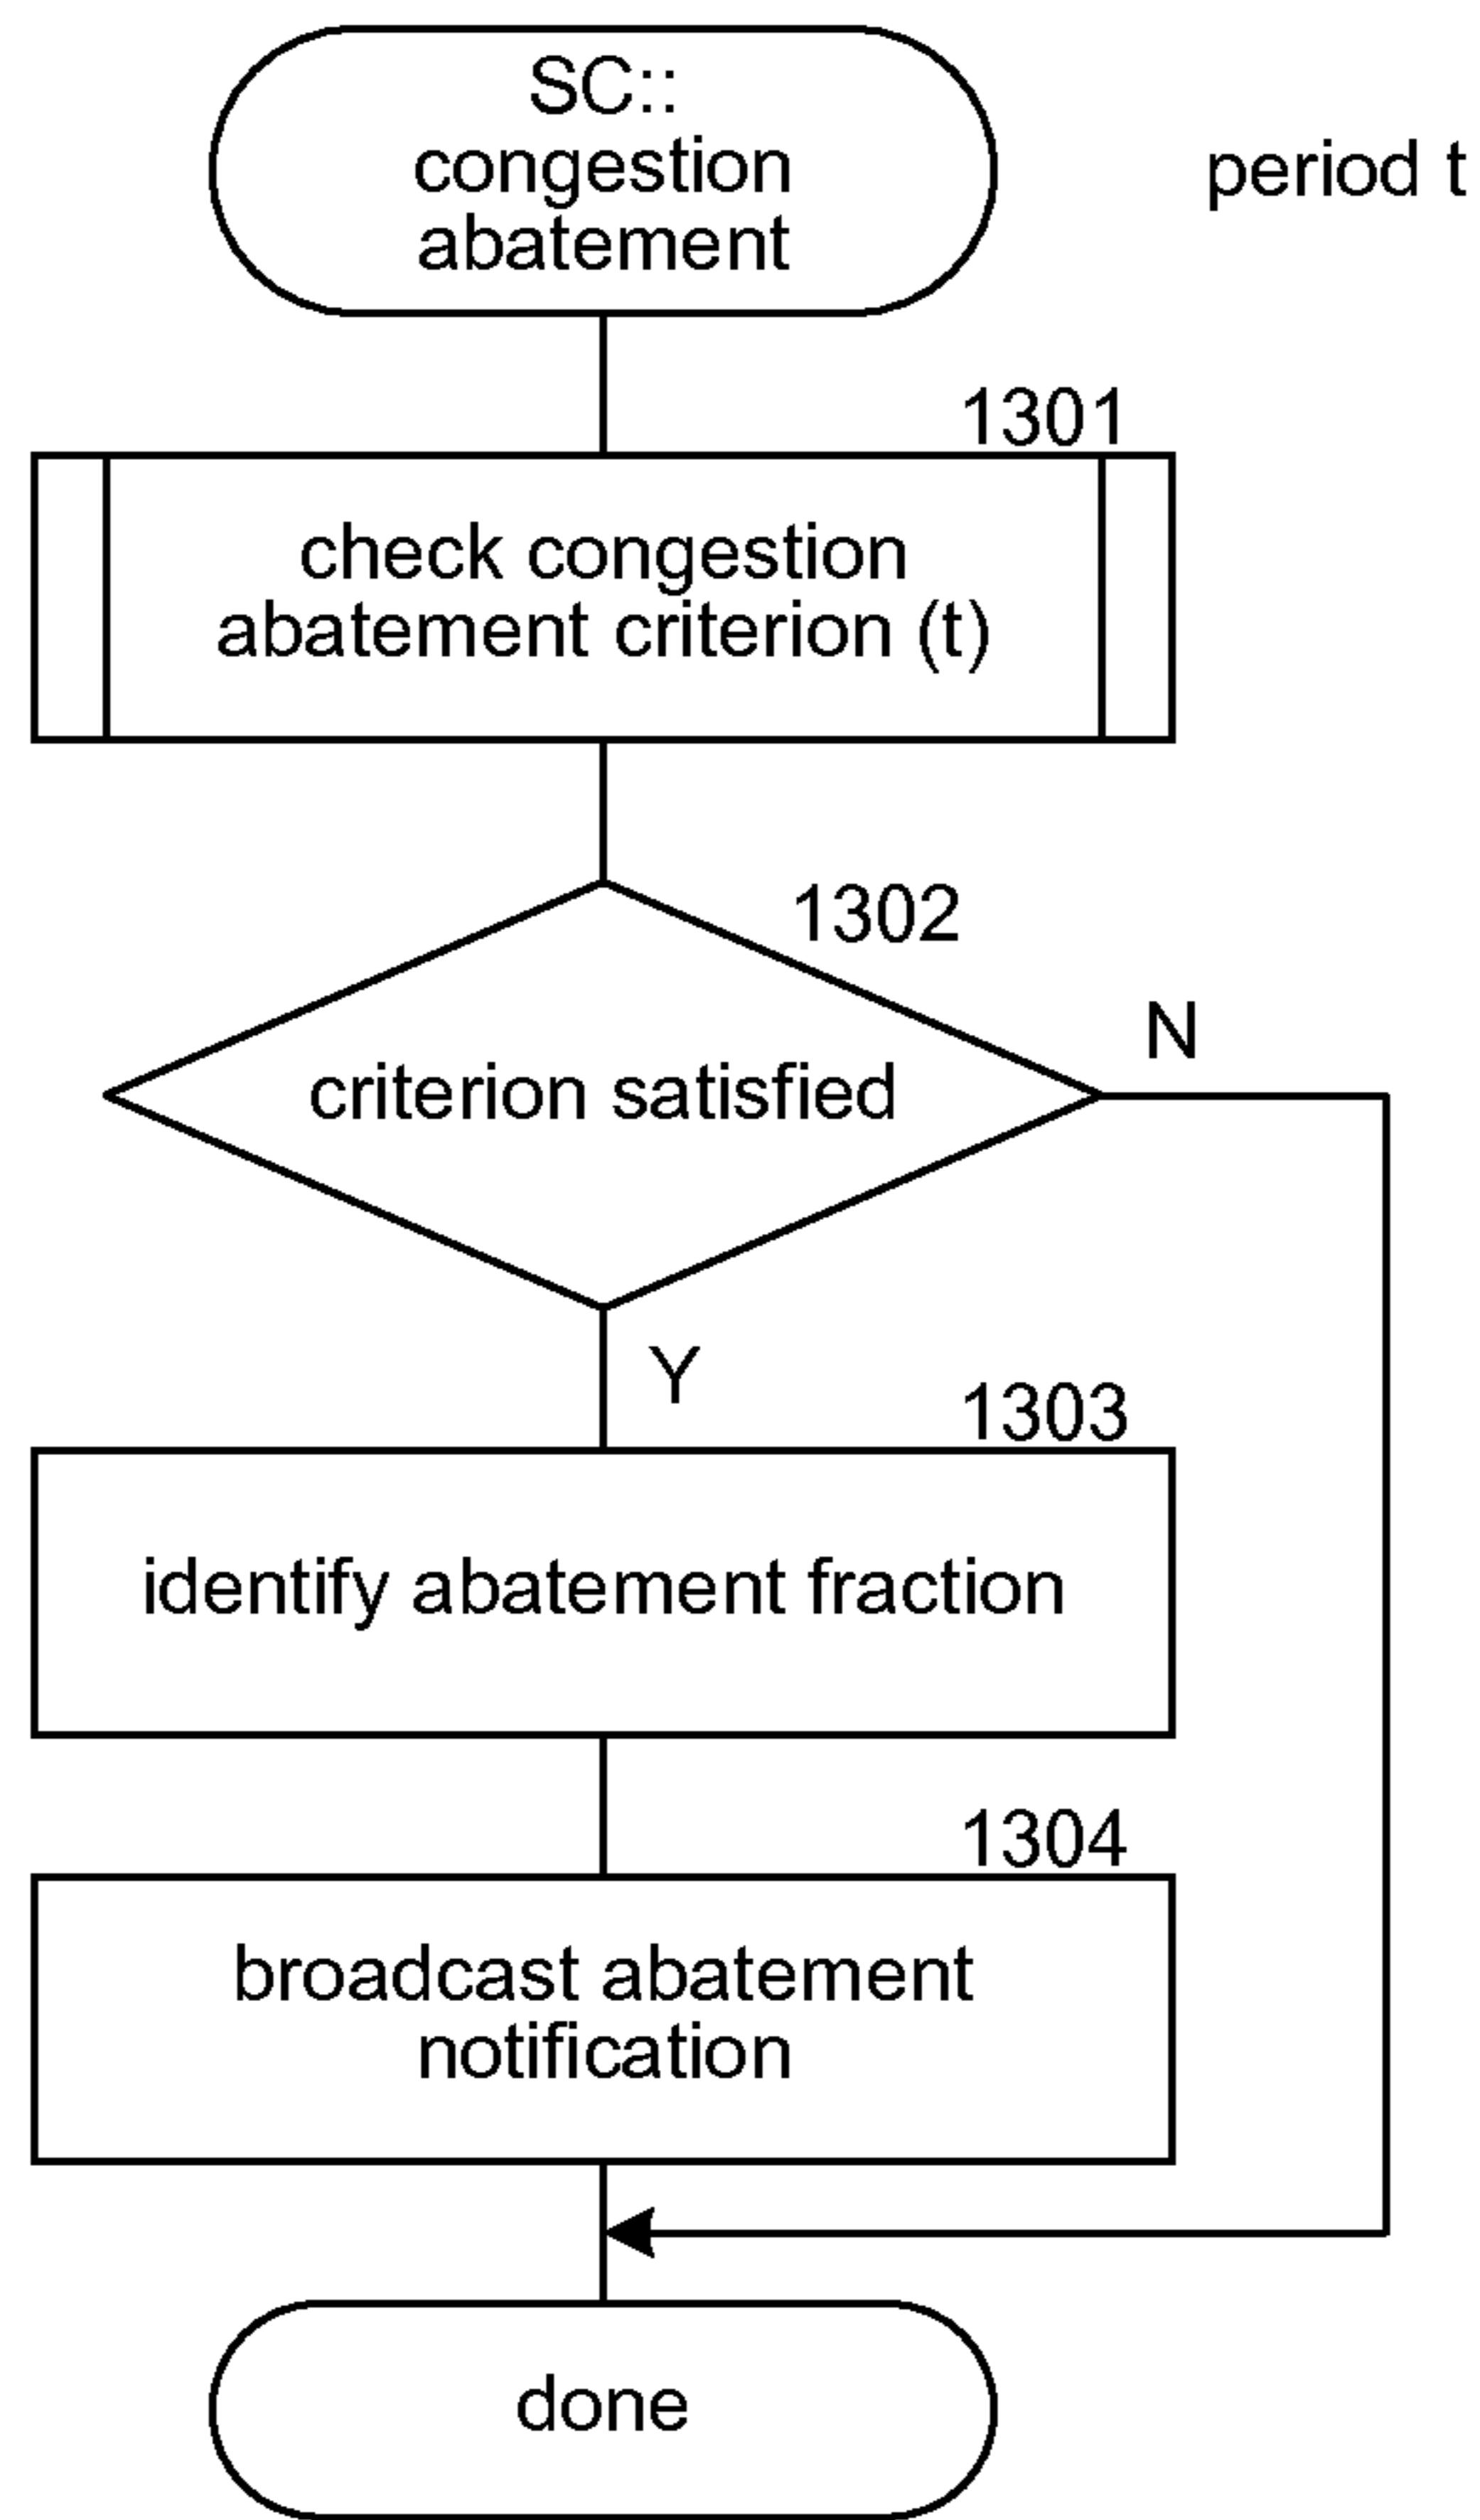 SC::
congestion
abatement
period t
1301
check congestion
abatement criterion (t)
1302
criterion satisfied
N
Y
1303
identify abatement fraction
1304
broadcast abatement
notification
done